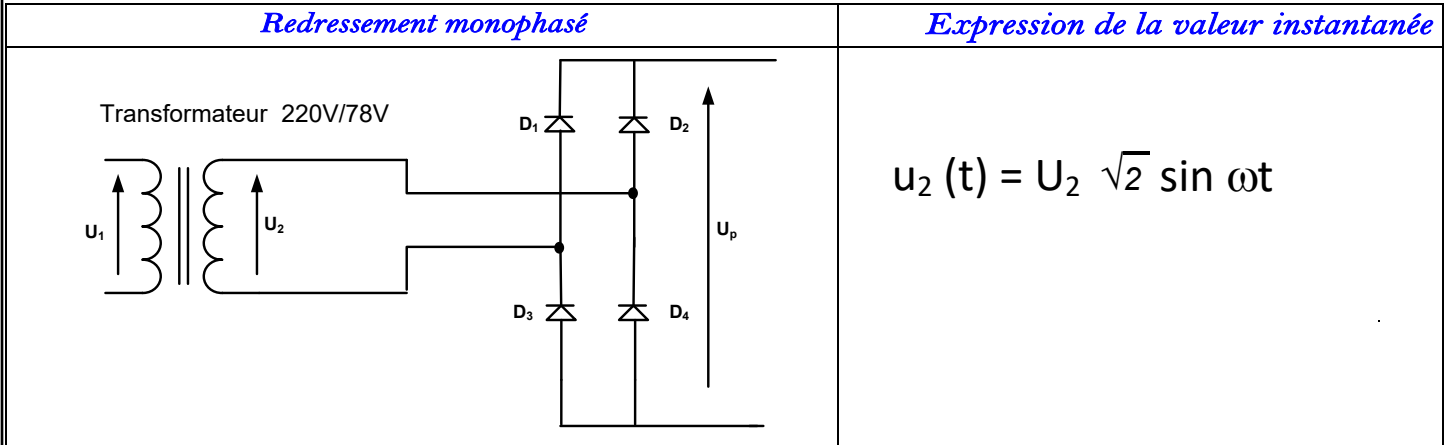 Redressement monophasé
Expression de la valeur instantanée
Transformateur 220V/78V
D₁
D₂
u₂ (t) = U₂ √2 sin ωt
U₁
U₂
Uₚ
D₃
D₄